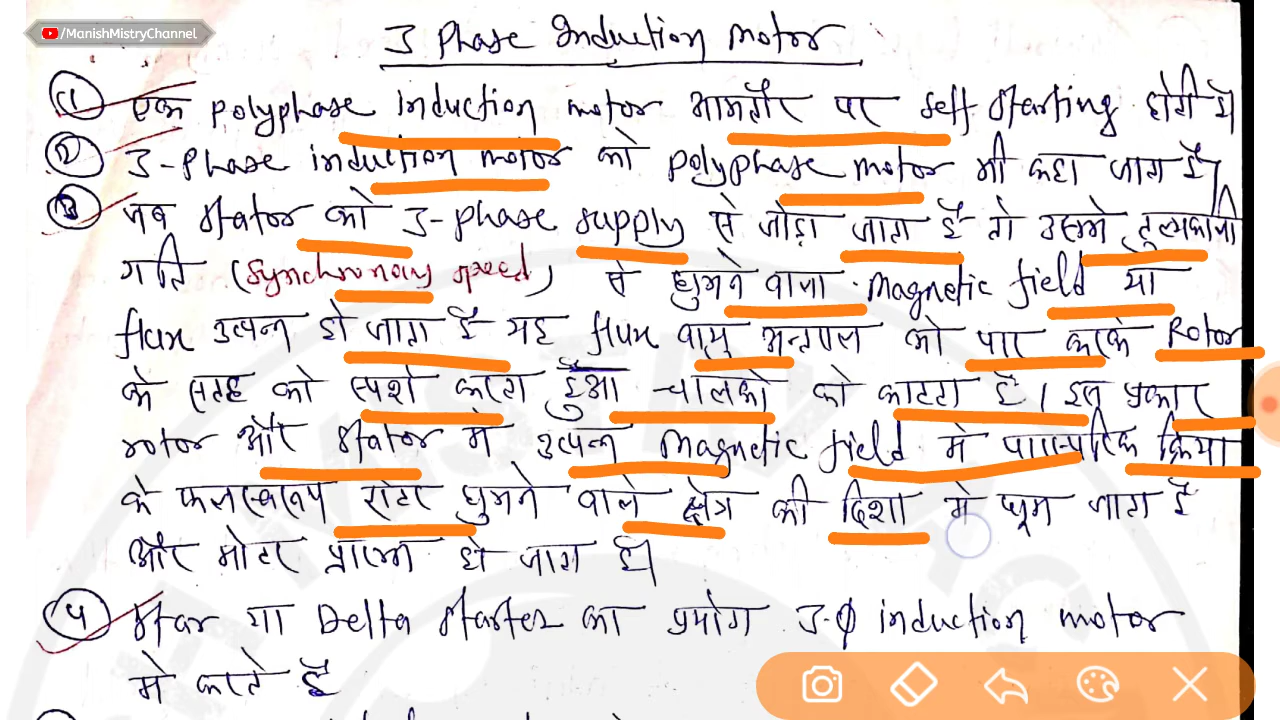 /ManishMistryChannel
3 Phase Induction Motor
(1) एक polyphase induction motor आमतौर पर self starting होती है
(2) 3-Phase induction motor को polyphase motor भी कहा जाता है।
(3) जब stator को 3-phase supply से जोड़ा जाता है तो उसमे तुल्यकाली
गति (Synchronous speed) से घुमने वाला magnetic field या
flux उत्पन्न हो जाता है यह flux वायु अन्तराल को पार करके Rotor
के सतह को स्पर्श करता हुआ चालको को काटता है। इस प्रकार
rotor और stator मे उत्पन्न magnetic field मे पारस्परिक क्रिया
के फलस्वरूप रोटर घुमने वाले क्षेत्र की दिशा मे घूम जाता है
और मोटर प्रारम्भ हो जाता है।
(4) Star या Delta starter का प्रयोग 3-φ induction motor
मे करते है